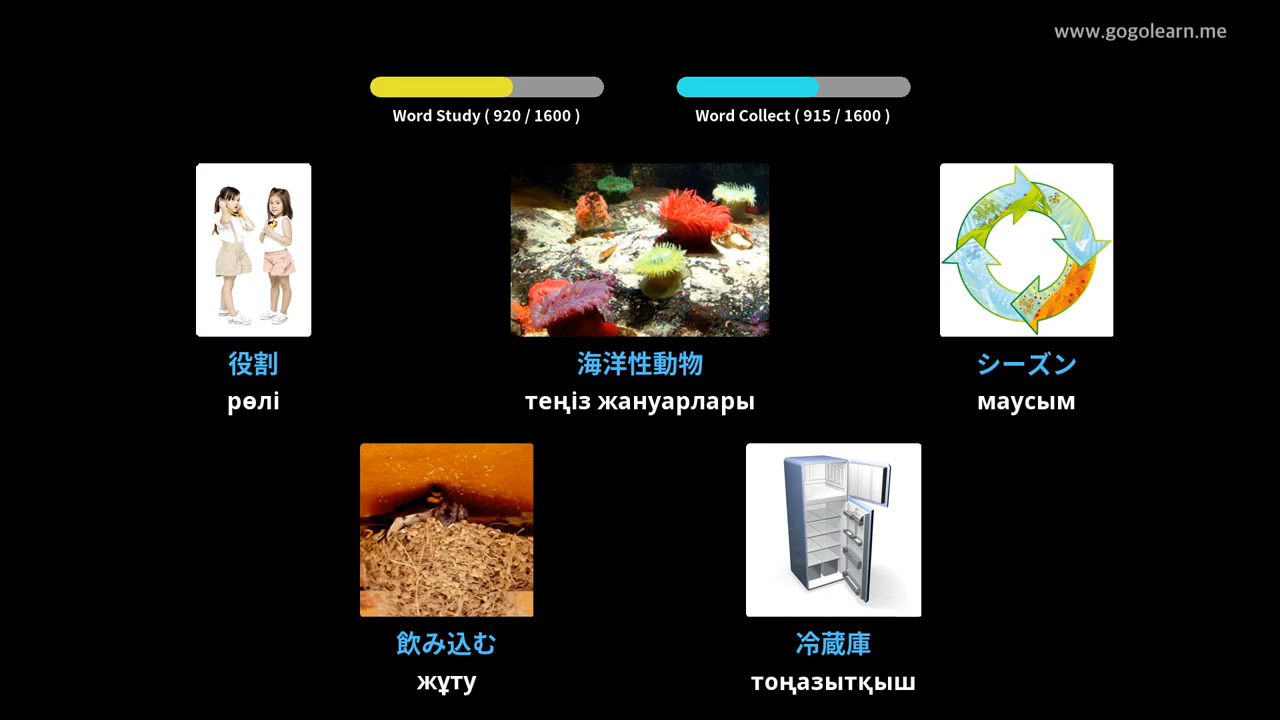 www.gogolearn.me
Word Study ( 920 / 1600 )
Word Collect ( 915 / 1600 )
役割
рөлі
海洋性動物
теңіз жануарлары
シーズン
маусым
飲み込む
жұту
冷蔵庫
тоңазытқыш